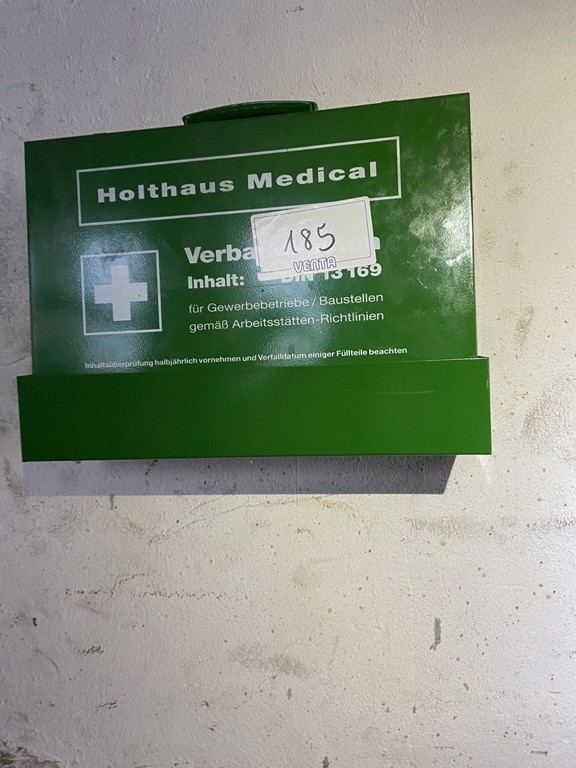 Holthaus Medical
185
VENTA
Inhalt: DIN 13 169
für Gewerbebetriebe / Baustellen
gemäß Arbeitsstätten-Richtlinien
Inhaltsüberprüfung halbjährlich vornehmen und Verfalldatum einiger Füllteile beachten